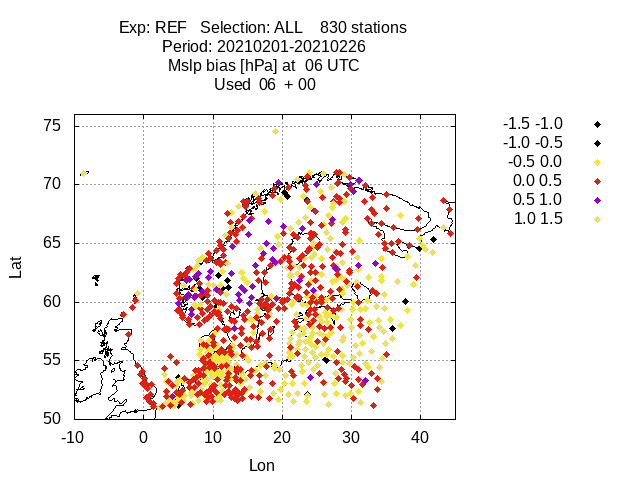 Exp: REF Selection: ALL 830 stations
Period: 20210201-20210226
Mslp bias [hPa] at 06 UTC
Used 06 + 00
-1.5 -1.0
-1.0 -0.5
-0.5 0.0
0.0 0.5
0.5 1.0
1.0 1.5
75
70
65
60
55
50
Lat
-10 0 10 20 30 40
Lon